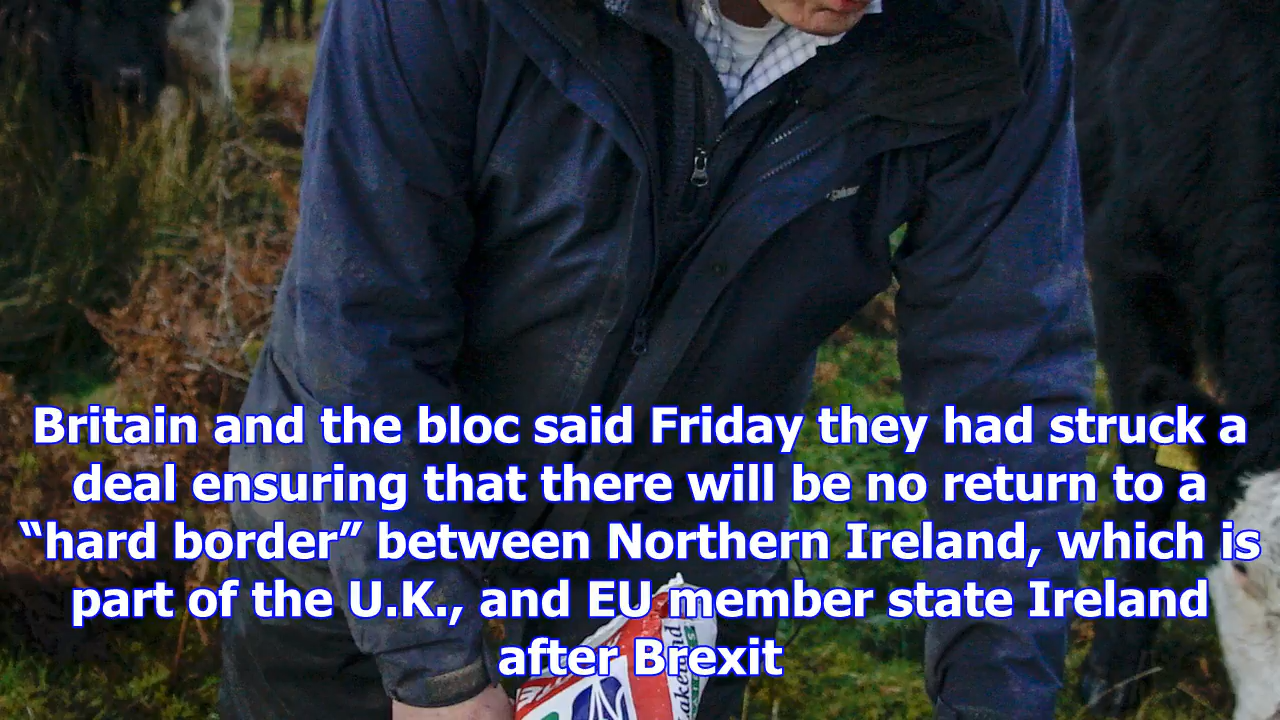 Britain and the bloc said Friday they had struck a
deal ensuring that there will be no return to a
“hard border” between Northern Ireland, which is
part of the U.K., and EU member state Ireland
after Brexit
Lakeland